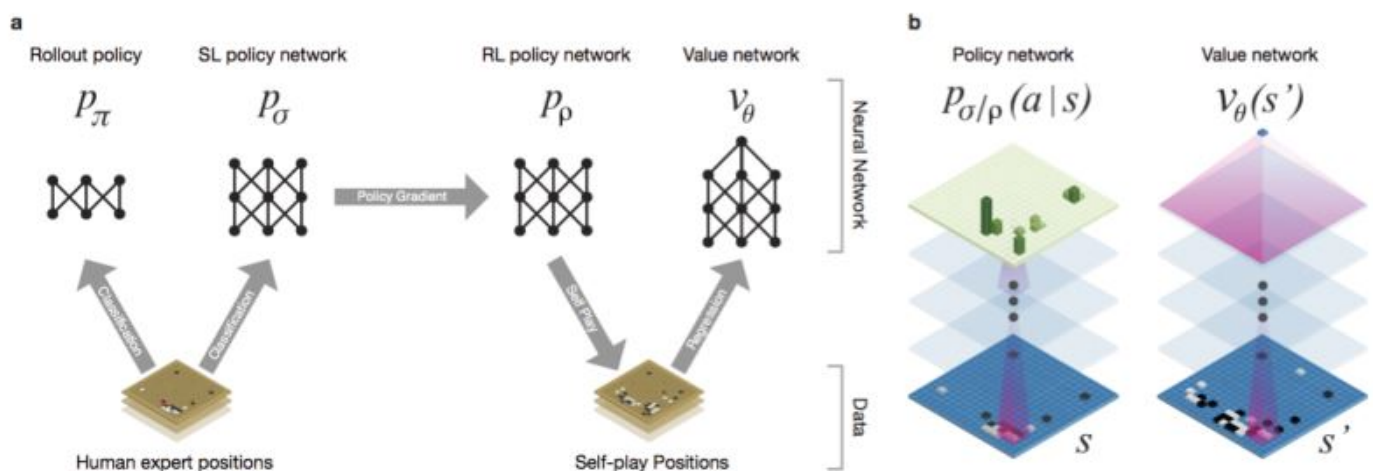 a
Rollout policy SL policy network RL policy network Value network
pπ pσ pρ vθ
Neural Network
Policy Gradient
Classification Classification Self Play Regression
Data
Human expert positions Self-play Positions
b
Policy network Value network
pσ/ρ(a|s) vθ(s')
s s'